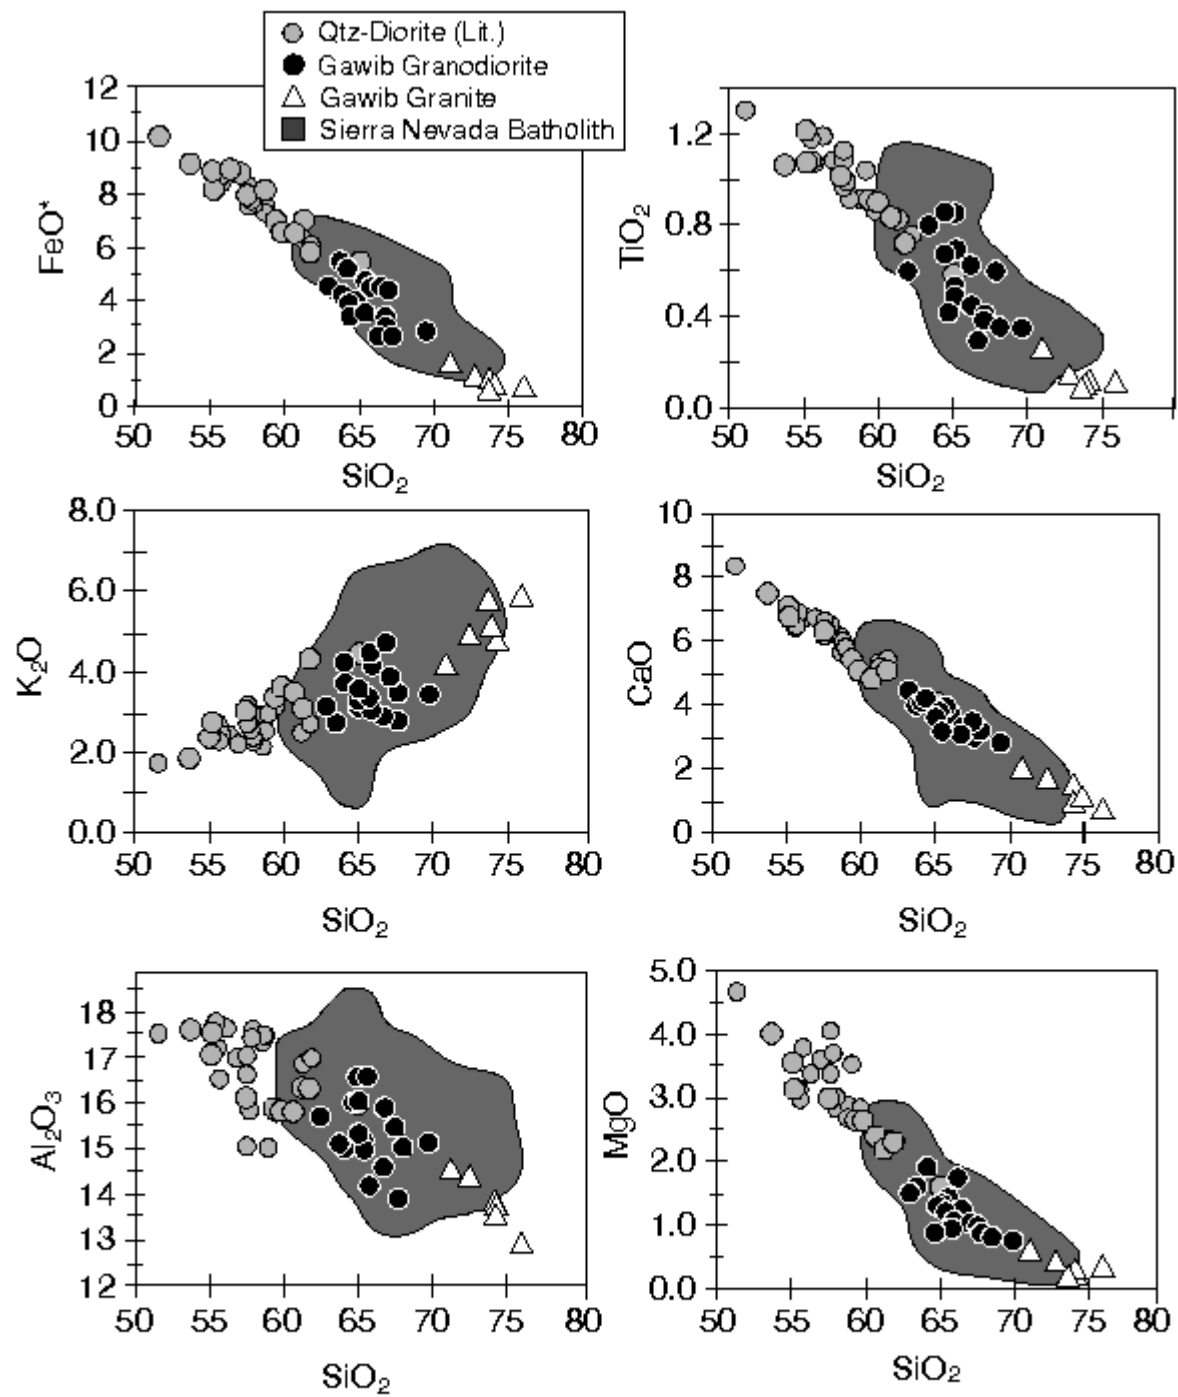 Qtz-Diorite (Lit.)
Gawib Granodiorite
Gawib Granite
Sierra Nevada Batholith
12
10
8
6
4
2
0
FeO*
50 55 60 65 70 75 80
SiO2
1.2
0.8
0.4
0.0
TiO2
50 55 60 65 70 75
SiO2
8.0
6.0
4.0
2.0
0.0
K2O
50 55 60 65 70 75 80
SiO2
10
8
6
4
2
0
CaO
50 55 60 65 70 75 80
SiO2
18
17
16
15
14
13
12
Al2O3
50 55 60 65 70 75 80
SiO2
5.0
4.0
3.0
2.0
1.0
0.0
MgO
50 55 60 65 70 75 80
SiO2